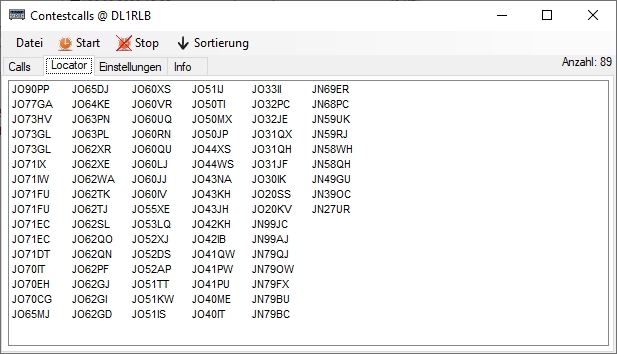 Contestcalls @ DL1RLB
Datei Start Stop Sortierung
Calls Locator Einstellungen Info Anzahl: 89
JO90PP JO65DJ JO60XS JO51IJ JO33II JN69ER
JO77GA JO64KE JO60VR JO50TI JO32PC JN68PC
JO73HV JO63PN JO60UQ JO50MX JO32JE JN59UK
JO73GL JO63PL JO60RN JO50JP JO31QX JN59RJ
JO73GL JO62XR JO60QU JO44XS JO31QH JN58WH
JO71IX JO62XE JO60LJ JO44WS JO31JF JN58QH
JO71IW JO62WA JO60JJ JO43NA JO30IK JN49GU
JO71FU JO62TK JO60IV JO43KH JO20SS JN39OC
JO71FU JO62TJ JO55XE JO43JH JO20KV JN27UR
JO71EC JO62SL JO53LQ JO42KH JN99JC
JO71EC JO62QO JO52XJ JO42IB JN99AJ
JO71DT JO62QN JO52DS JO41QW JN79QJ
JO70IT JO62PF JO52AP JO41PW JN79OW
JO70EH JO62GJ JO51TT JO41PU JN79FX
JO70CG JO62GI JO51KW JO40ME JN79BU
JO65MJ JO62GD JO51IS JO40IT JN79BC